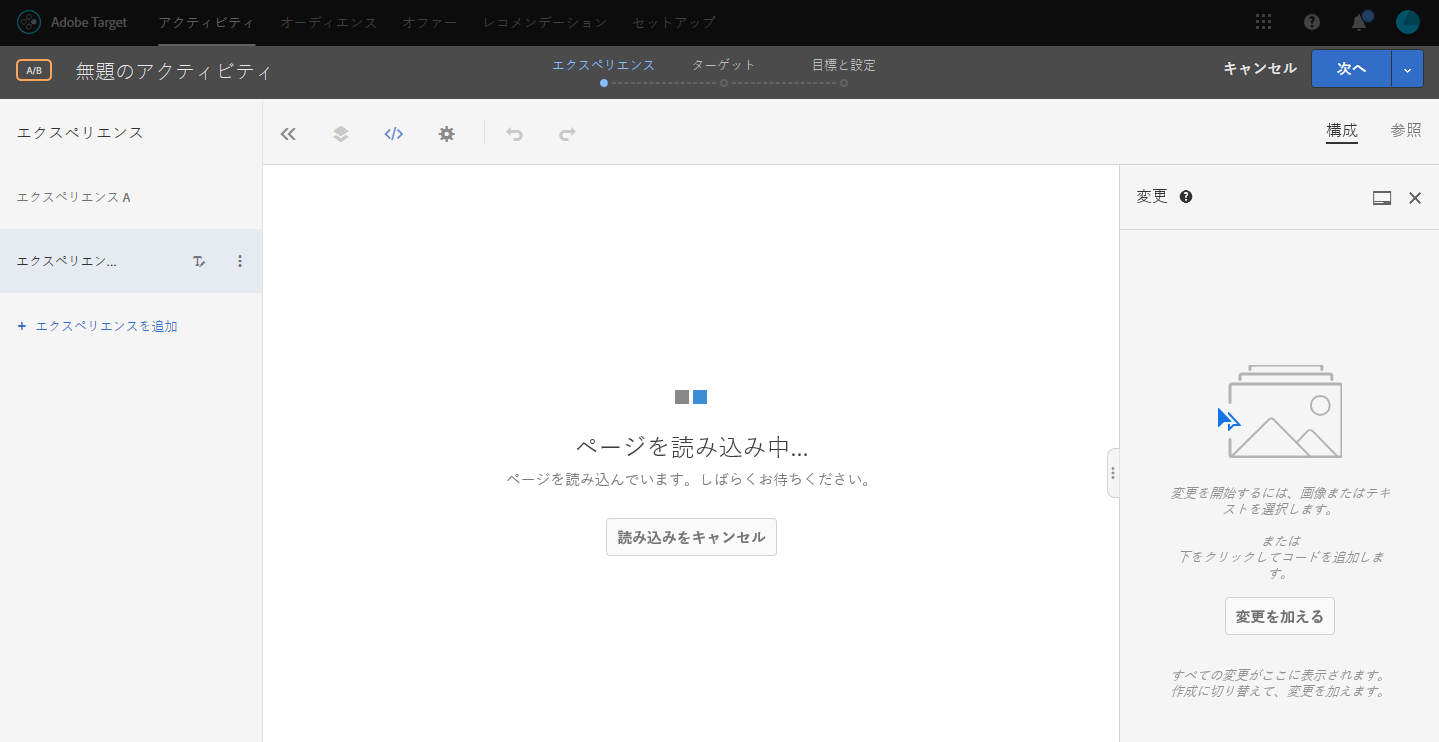 Adobe Target アクティビティ オーディエンス オファー レコメンデーション セットアップ
A/B 無題のアクティビティ エクスペリエンス ターゲット 目標と設定 キャンセル 次へ
エクスペリエンス
構成 参照
エクスペリエンス A
エクスペリエン...
+ エクスペリエンスを追加
ページを読み込み中...
ページを読み込んでいます。しばらくお待ちください。
読み込みをキャンセル
変更
変更を開始するには、画像またはテキ
ストを選択します。
または
下をクリックしてコードを追加しま
す。
変更を加える
すべての変更がここに表示されます。
作成に切り替えて、変更を加えます。